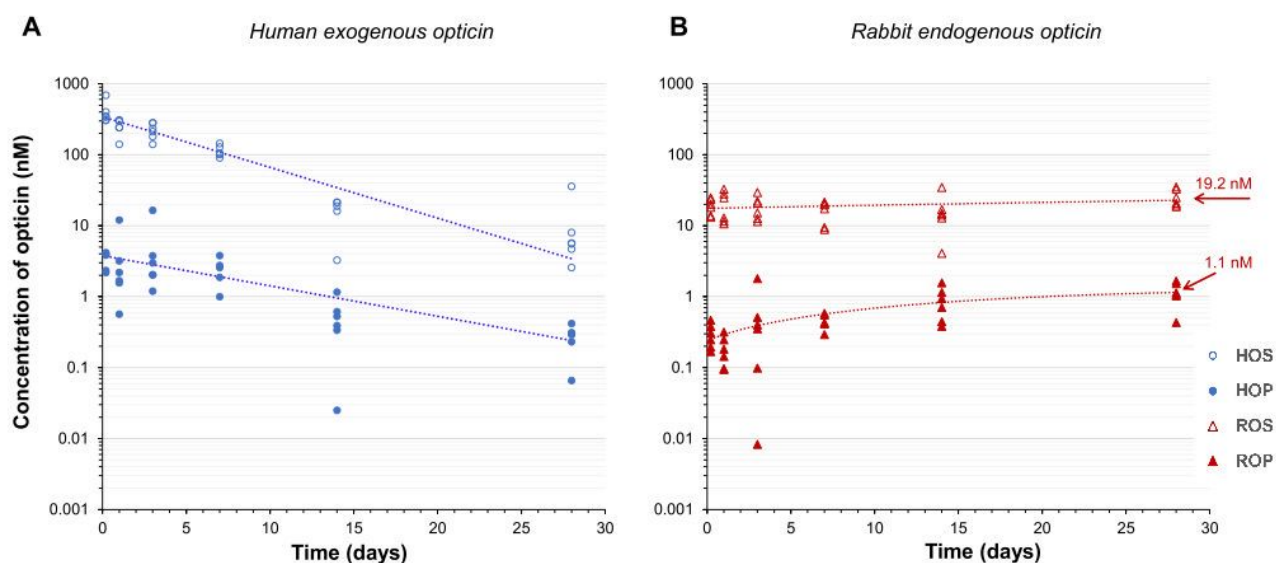 A
Human exogenous opticin
B
Rabbit endogenous opticin
Concentration of opticin (nM)
1000
100
10
1
0.1
0.01
0.001
0 5 10 15 20 25 30
Time (days)
1000
100
10
1
0.1
0.01
0.001
0 5 10 15 20 25 30
Time (days)
19.2 nM
1.1 nM
HOS
HOP
ROS
ROP